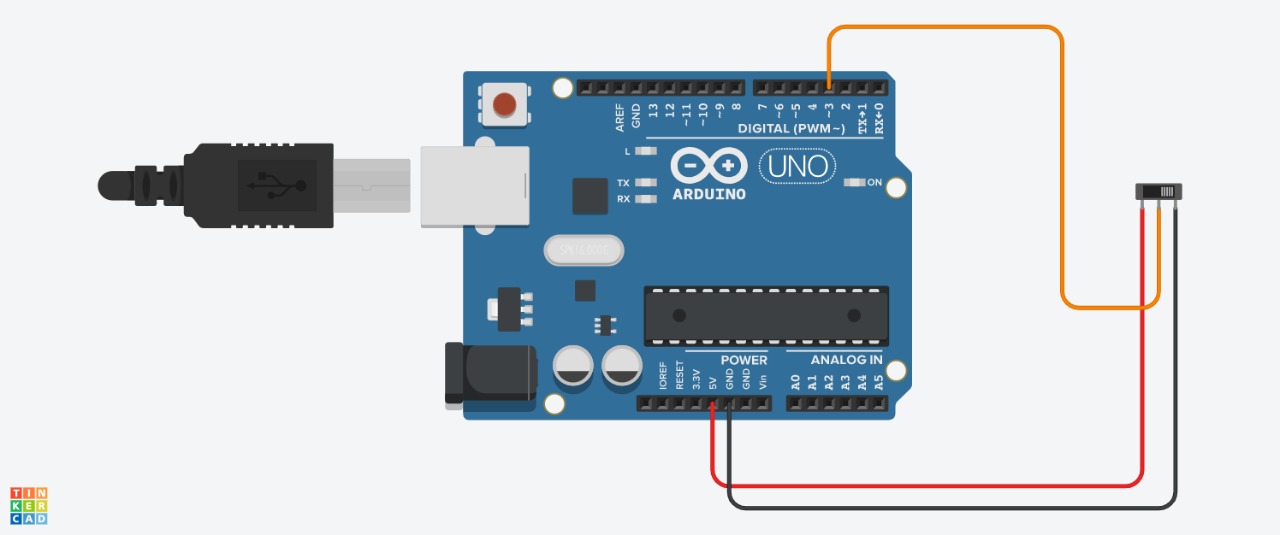 AREF
GND
13
12
~11
~10
~9
8
7
~6
~5
4
~3
2
TX→1
RX←0
DIGITAL (PWM~)
L
TX
RX
UNO
ON
ARDUINO
POWER
ANALOG IN
IOREF
RESET
3.3V
5V
GND
GND
Vin
A0
A1
A2
A3
A4
A5
TIN
KER
CAD